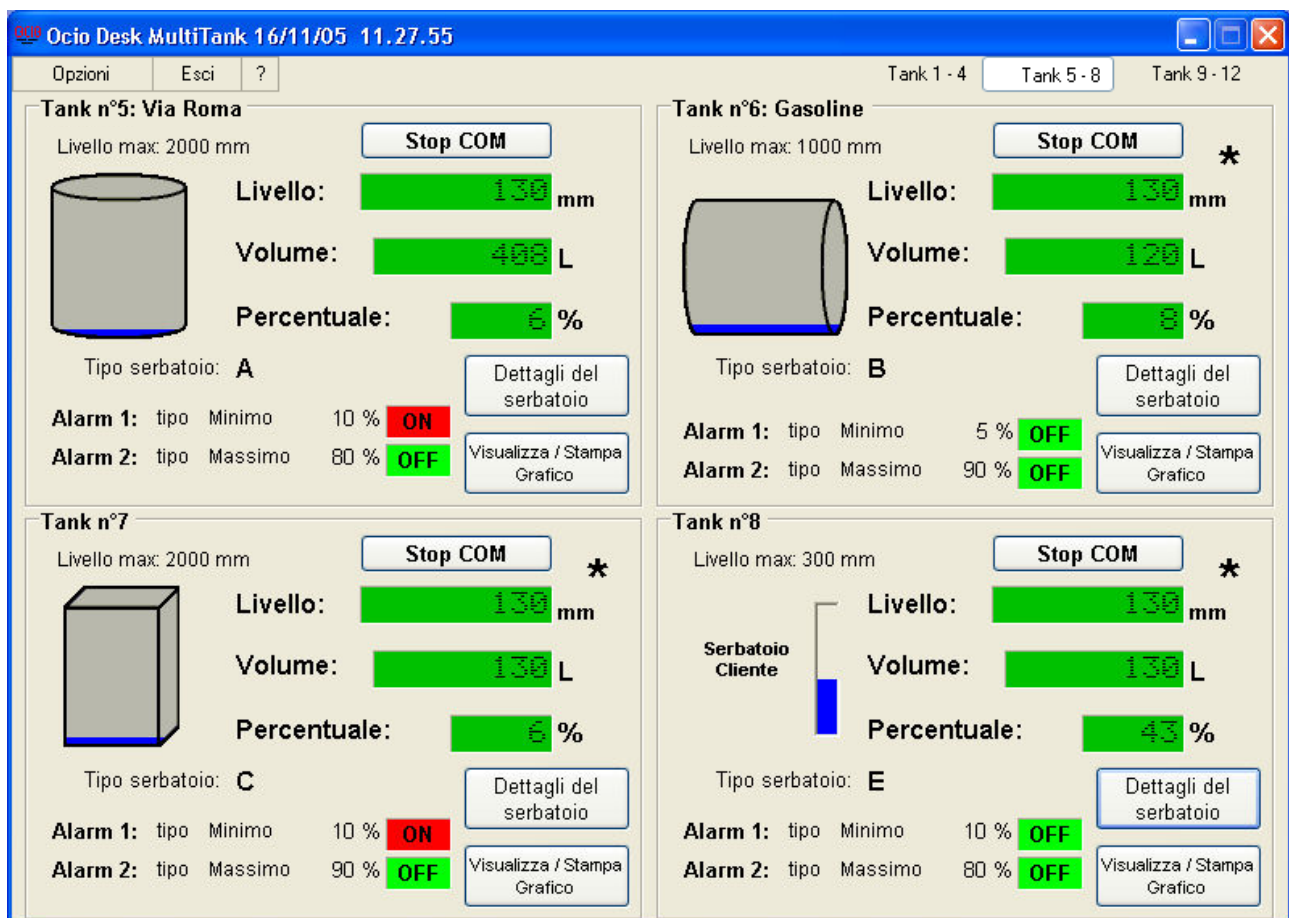 OCIO Ocio Desk MultiTank 16/11/05 11.27.55
Opzioni Esci ? Tank 1 - 4 Tank 5 - 8 Tank 9 - 12
Tank n°5: Via Roma
Livello max: 2000 mm Stop COM
Livello: 130 mm
Volume: 408 L
Percentuale: 6 %
Tipo serbatoio: A
Dettagli del
serbatoio
Alarm 1: tipo Minimo 10 % ON
Alarm 2: tipo Massimo 80 % OFF
Visualizza / Stampa
Grafico
Tank n°6: Gasoline
Livello max: 1000 mm Stop COM *
Livello: 130 mm
Volume: 120 L
Percentuale: 8 %
Tipo serbatoio: B
Dettagli del
serbatoio
Alarm 1: tipo Minimo 5 % OFF
Alarm 2: tipo Massimo 90 % OFF
Visualizza / Stampa
Grafico
Tank n°7
Livello max: 2000 mm Stop COM *
Livello: 130 mm
Volume: 130 L
Percentuale: 6 %
Tipo serbatoio: C
Dettagli del
serbatoio
Alarm 1: tipo Minimo 10 % ON
Alarm 2: tipo Massimo 90 % OFF
Visualizza / Stampa
Grafico
Tank n°8
Livello max: 300 mm Stop COM *
Serbatoio
Cliente
Livello: 130 mm
Volume: 130 L
Percentuale: 43 %
Tipo serbatoio: E
Dettagli del
serbatoio
Alarm 1: tipo Minimo 10 % OFF
Alarm 2: tipo Massimo 80 % OFF
Visualizza / Stampa
Grafico